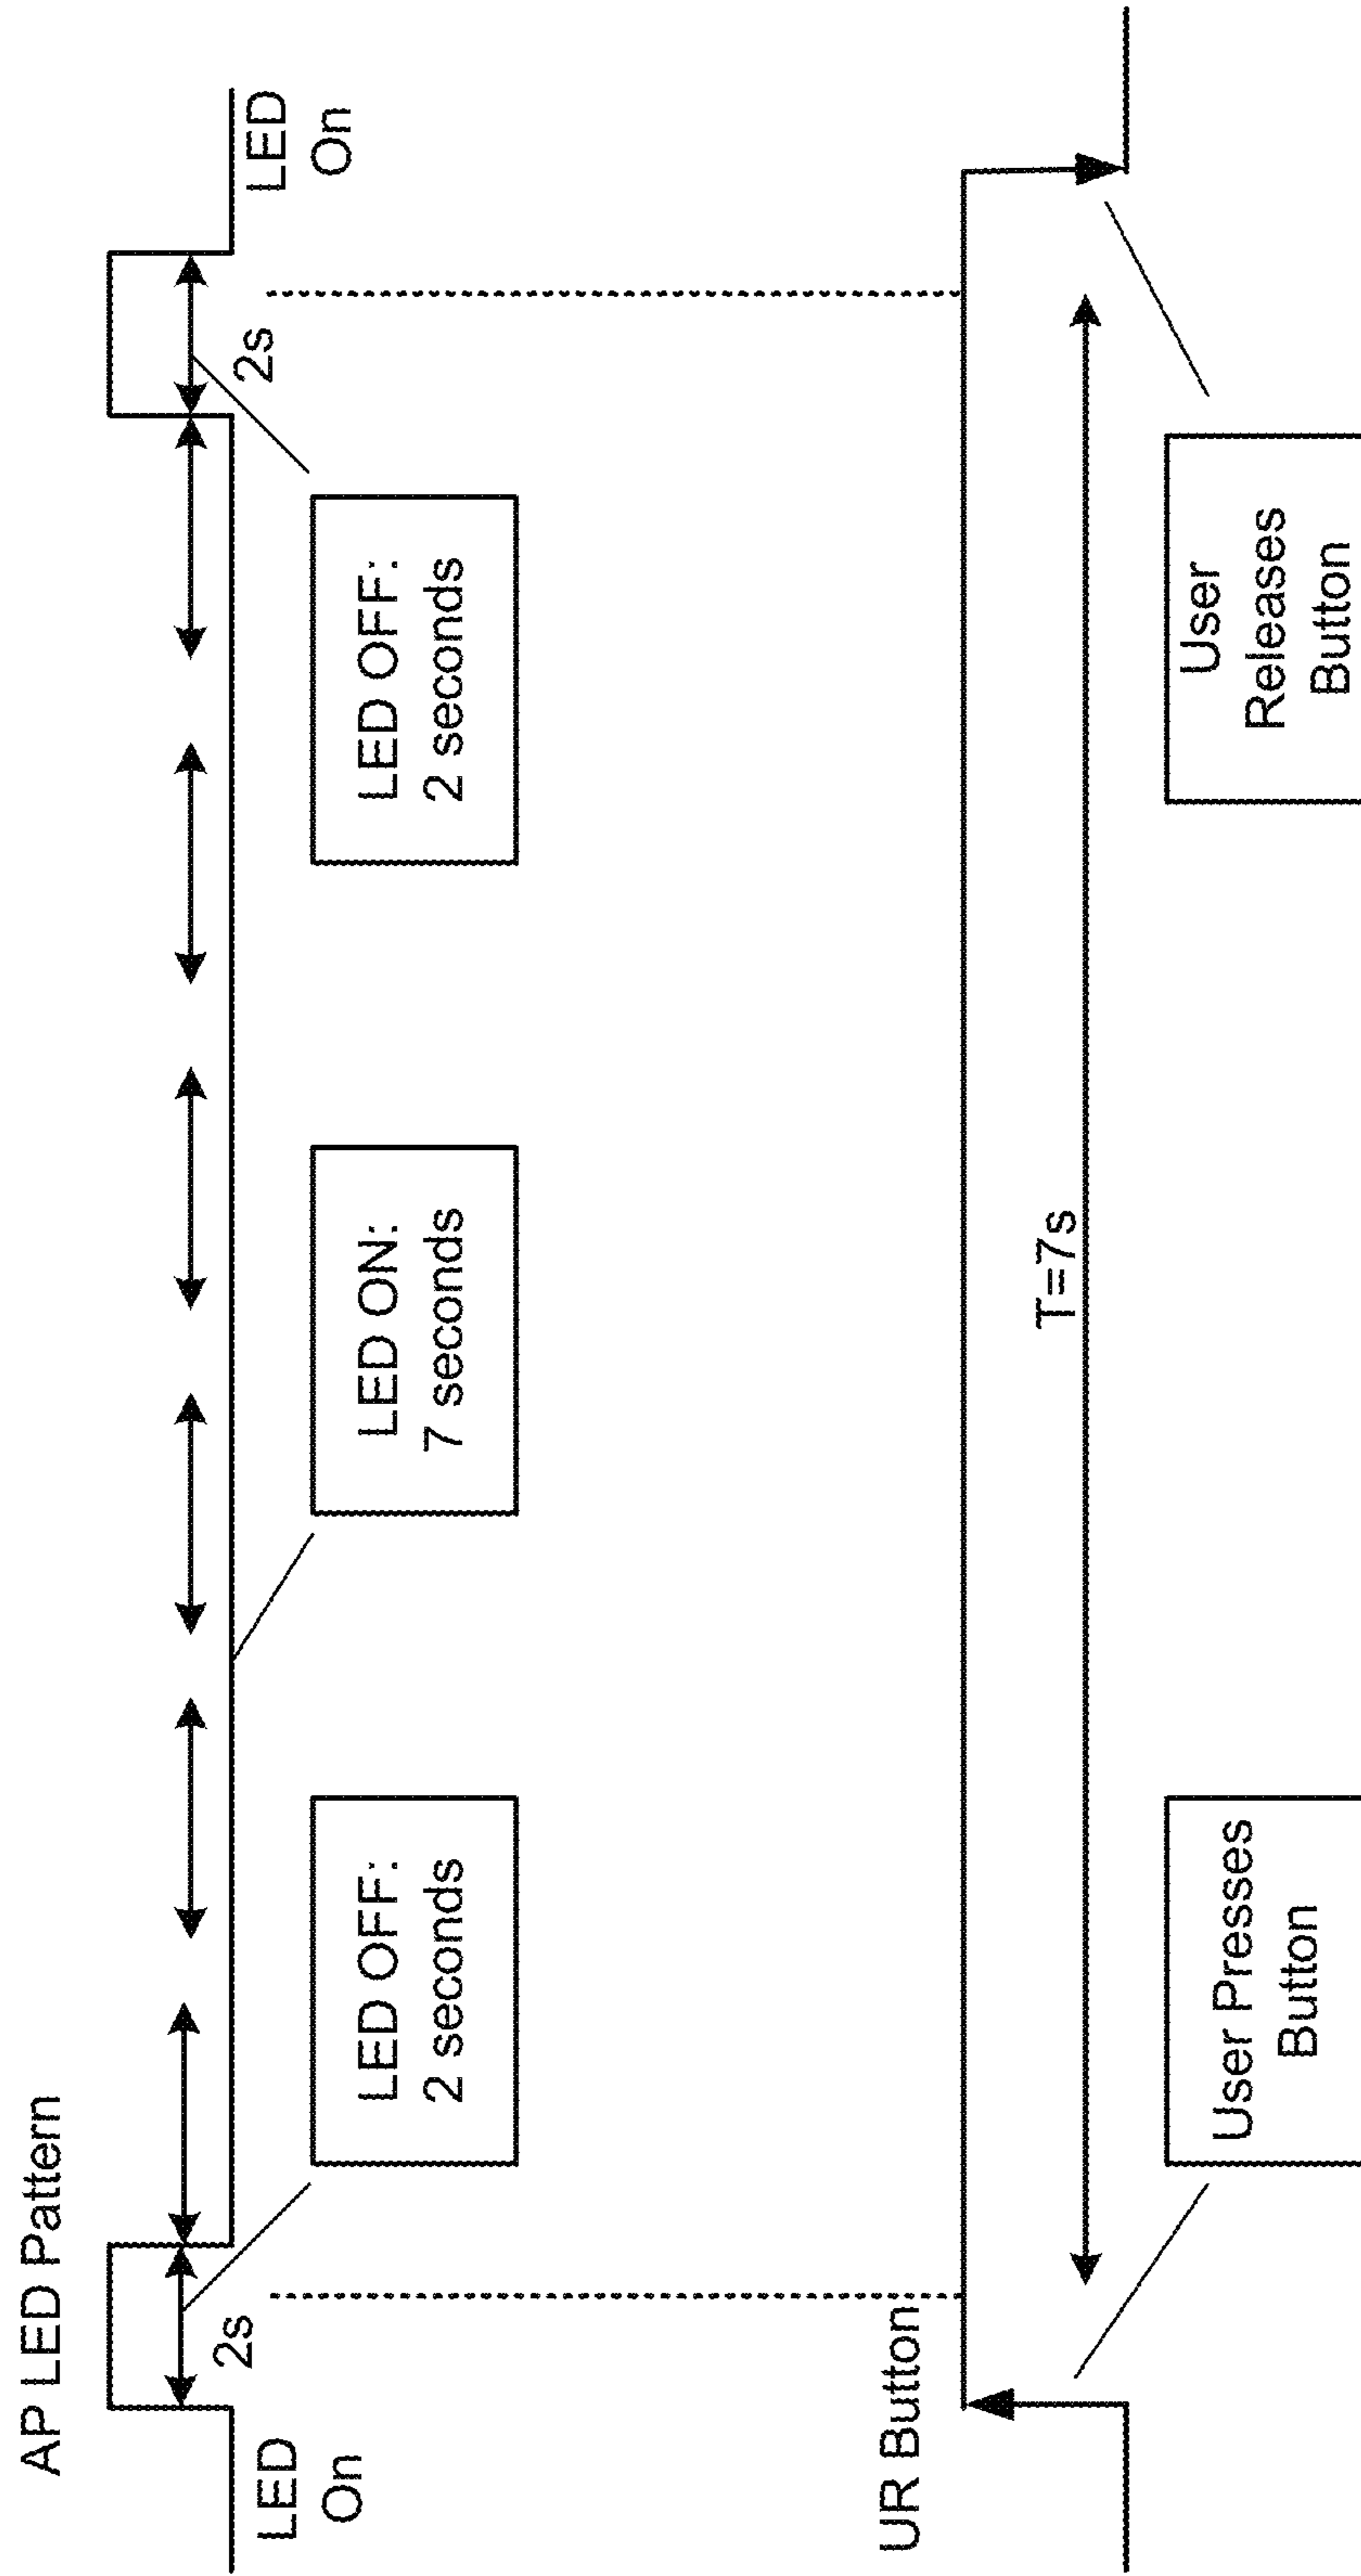 AP LED Pattern
LED
On
2s
2s
LED
On
LED OFF:
2 seconds
LED ON:
7 seconds
LED OFF:
2 seconds
UR Button
T=7s
User Presses
Button
User
Releases
Button